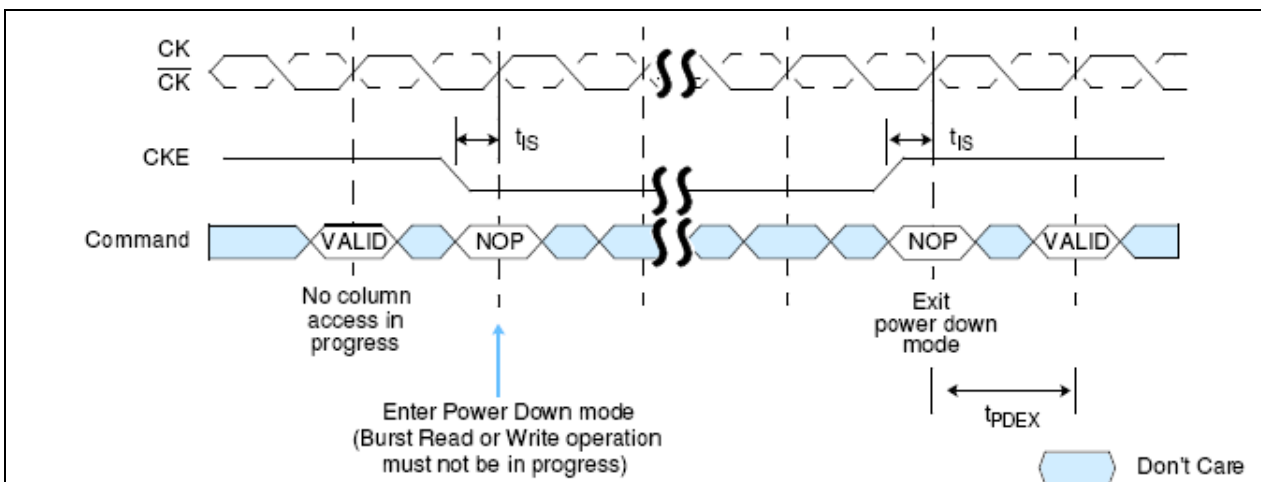 CK
CK
tIS
tIS
CKE
Command
VALID
NOP
NOP
VALID
No column
access in
progress
Exit
power down
mode
Enter Power Down mode
(Burst Read or Write operation
must not be in progress)
tPDEX
Don't Care